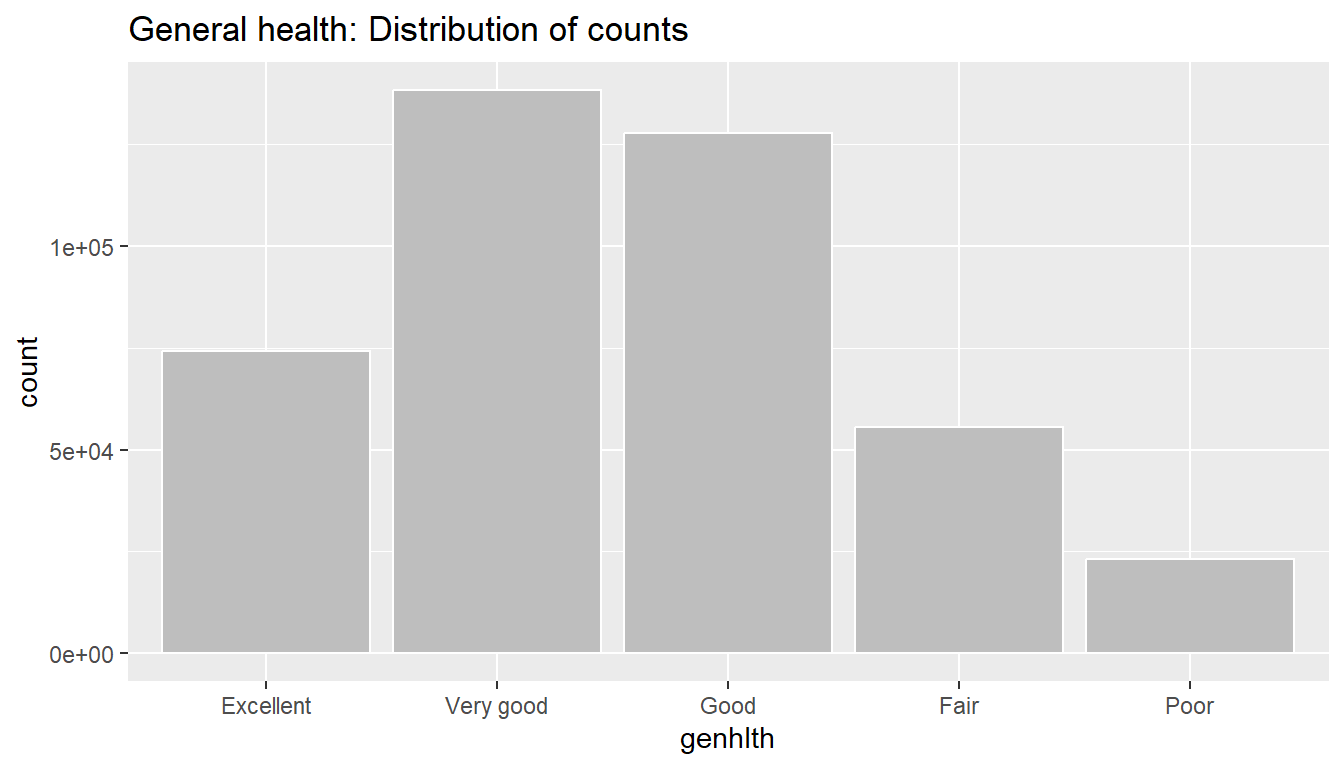 General health: Distribution of counts
count
1e+05
5e+04
0e+00
Excellent Very good Good Fair Poor
genhlth